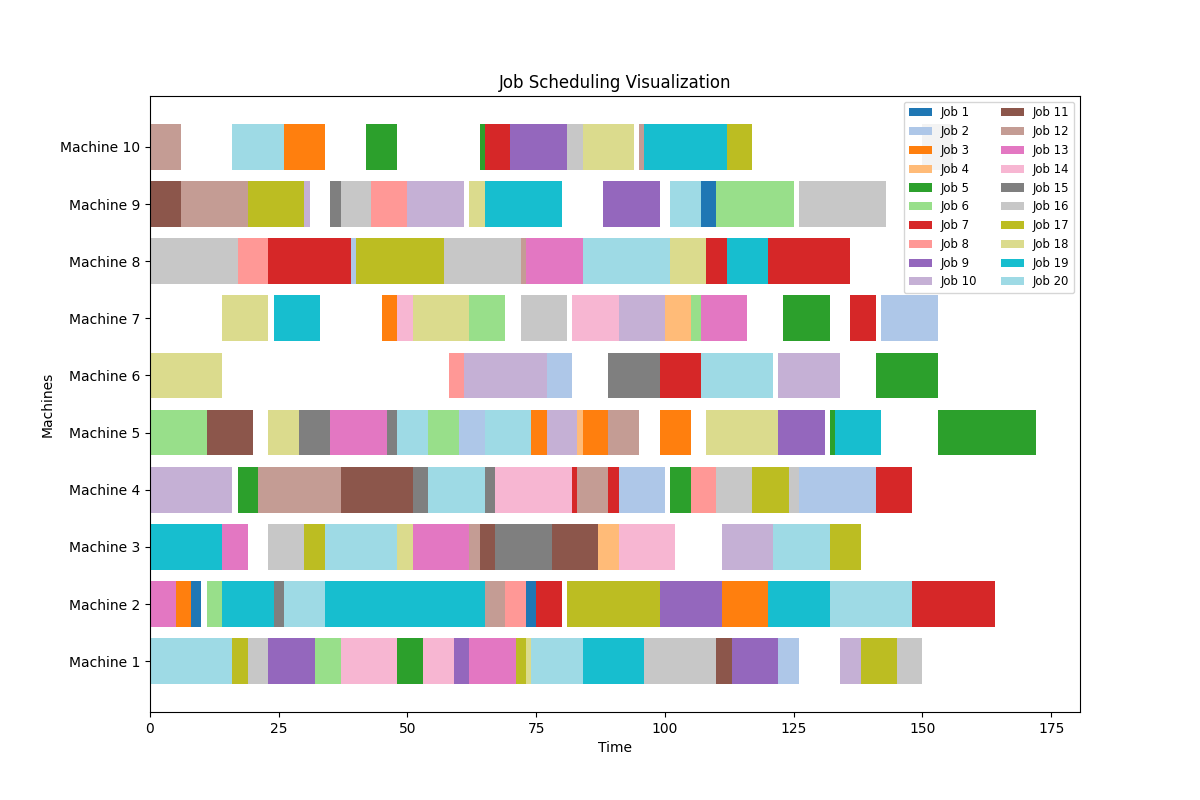 Job Scheduling Visualization
Machine 10
Machine 9
Machine 8
Machine 7
Machine 6
Machine 5
Machine 4
Machine 3
Machine 2
Machine 1
Machines
0 25 50 75 100 125 150 175
Time
Job 1 Job 11
Job 2 Job 12
Job 3 Job 13
Job 4 Job 14
Job 5 Job 15
Job 6 Job 16
Job 7 Job 17
Job 8 Job 18
Job 9 Job 19
Job 10 Job 20